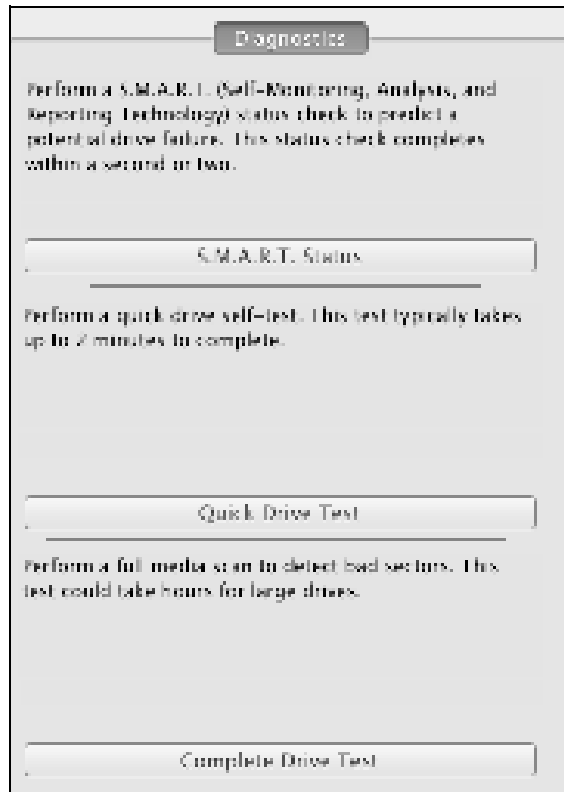 Diagnostics
Perform a S.M.A.R.T. (Self-Monitoring, Analysis, and
Reporting Technology) status check to predict a
potential drive failure. This status check completes
within a second or two.
S.M.A.R.T. Status
Perform a quick drive self-test. This test typically takes
up to 2 minutes to complete.
Quick Drive Test
Perform a full media scan to detect bad sectors. This
test could take hours for large drives.
Complete Drive Test